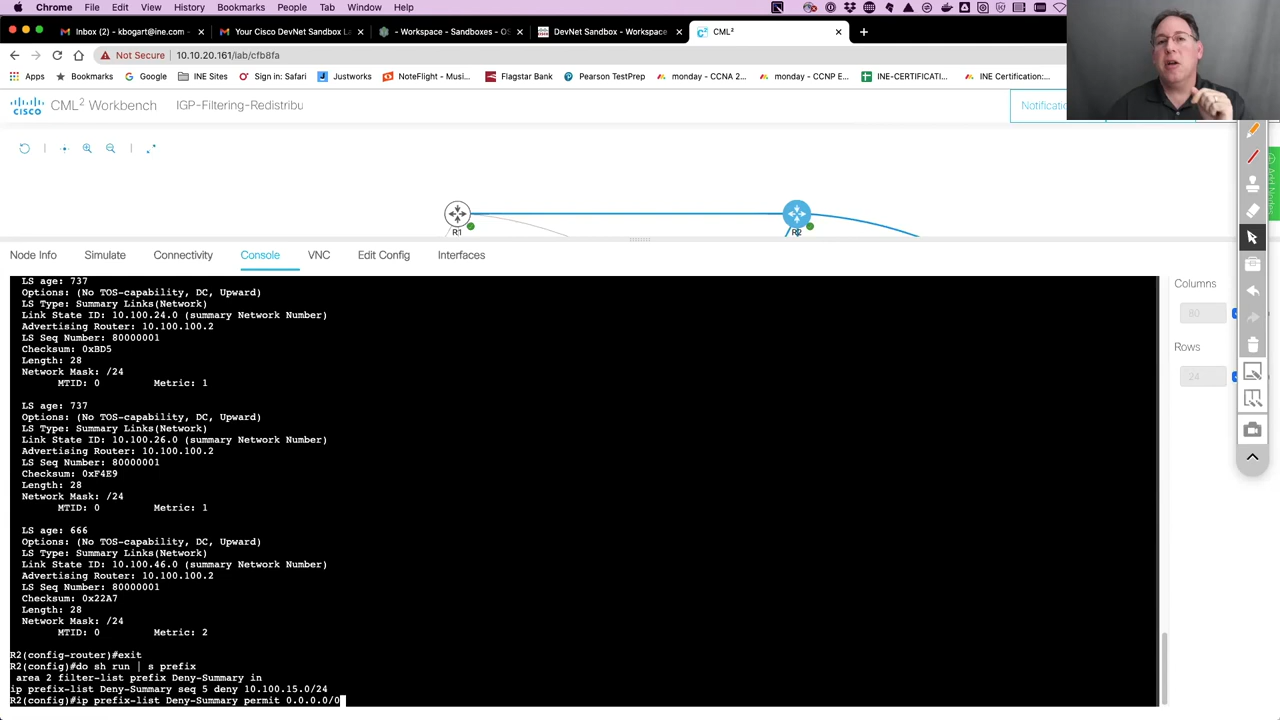 Chrome File Edit View History Bookmarks People Tab Window Help
Inbox (2) - kbogart@ine.com - × Your Cisco DevNet Sandbox La × - Workspace - Sandboxes - OS × DevNet Sandbox - Workspace × CML² × +
Not Secure | 10.10.20.161/lab/cfb8fa
Apps Bookmarks Google INE Sites Sign in: Safari Justworks NoteFlight - Musi... Flagstar Bank Pearson TestPrep monday - CCNA 2... monday - CCNP E... INE-CERTIFICATI... INE Certification:...
CML² Workbench IGP-Filtering-Redistribu Notificati
Add Nodes
R1 R2
Node Info Simulate Connectivity Console VNC Edit Config Interfaces
LS age: 737
Options: (No TOS-capability, DC, Upward)
LS Type: Summary Links(Network)
Link State ID: 10.100.24.0 (summary Network Number)
Advertising Router: 10.100.100.2
LS Seq Number: 80000001
Checksum: 0xBD5
Length: 28
Network Mask: /24
MTID: 0 Metric: 1
LS age: 737
Options: (No TOS-capability, DC, Upward)
LS Type: Summary Links(Network)
Link State ID: 10.100.26.0 (summary Network Number)
Advertising Router: 10.100.100.2
LS Seq Number: 80000001
Checksum: 0xF4E9
Length: 28
Network Mask: /24
MTID: 0 Metric: 1
LS age: 666
Options: (No TOS-capability, DC, Upward)
LS Type: Summary Links(Network)
Link State ID: 10.100.46.0 (summary Network Number)
Advertising Router: 10.100.100.2
LS Seq Number: 80000001
Checksum: 0x22A7
Length: 28
Network Mask: /24
MTID: 0 Metric: 2
R2(config-router)#exit
R2(config)#do sh run | s prefix
area 2 filter-list prefix Deny-Summary in
ip prefix-list Deny-Summary seq 5 deny 10.100.15.0/24
R2(config)#ip prefix-list Deny-Summary permit 0.0.0.0/0
Columns
80
Rows
24